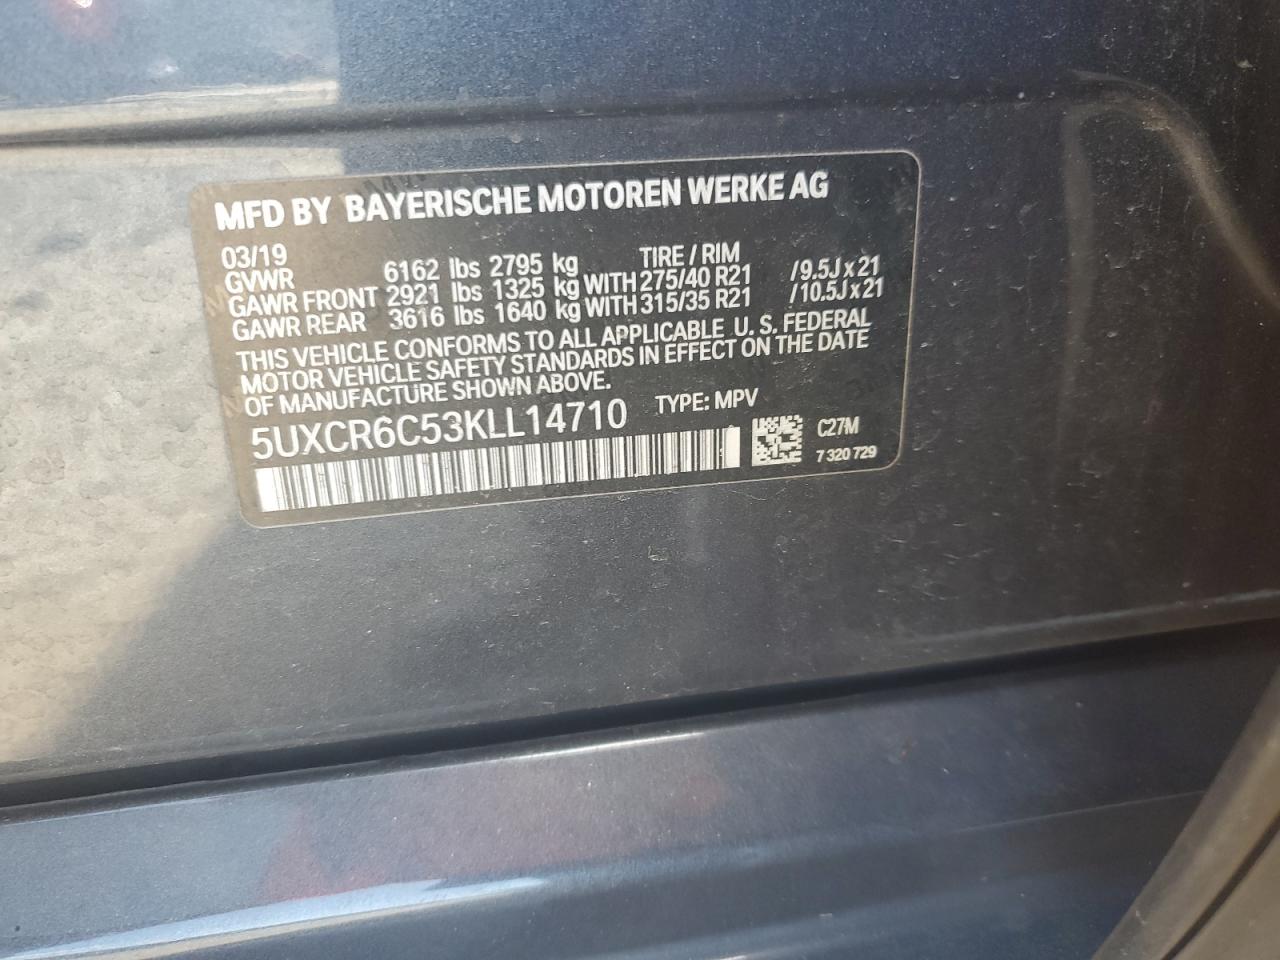 MFD BY BAYERISCHE MOTOREN WERKE AG
03/19 TIRE / RIM
GVWR 6162 lbs 2795 kg
GAWR FRONT 2921 lbs 1325 kg WITH 275/40 R21 /9.5J x 21
GAWR REAR 3616 lbs 1640 kg WITH 315/35 R21 /10.5J x 21
THIS VEHICLE CONFORMS TO ALL APPLICABLE U. S. FEDERAL
MOTOR VEHICLE SAFETY STANDARDS IN EFFECT ON THE DATE
OF MANUFACTURE SHOWN ABOVE.
5UXCR6C53KLL14710 TYPE: MPV
C27M
7 320 729